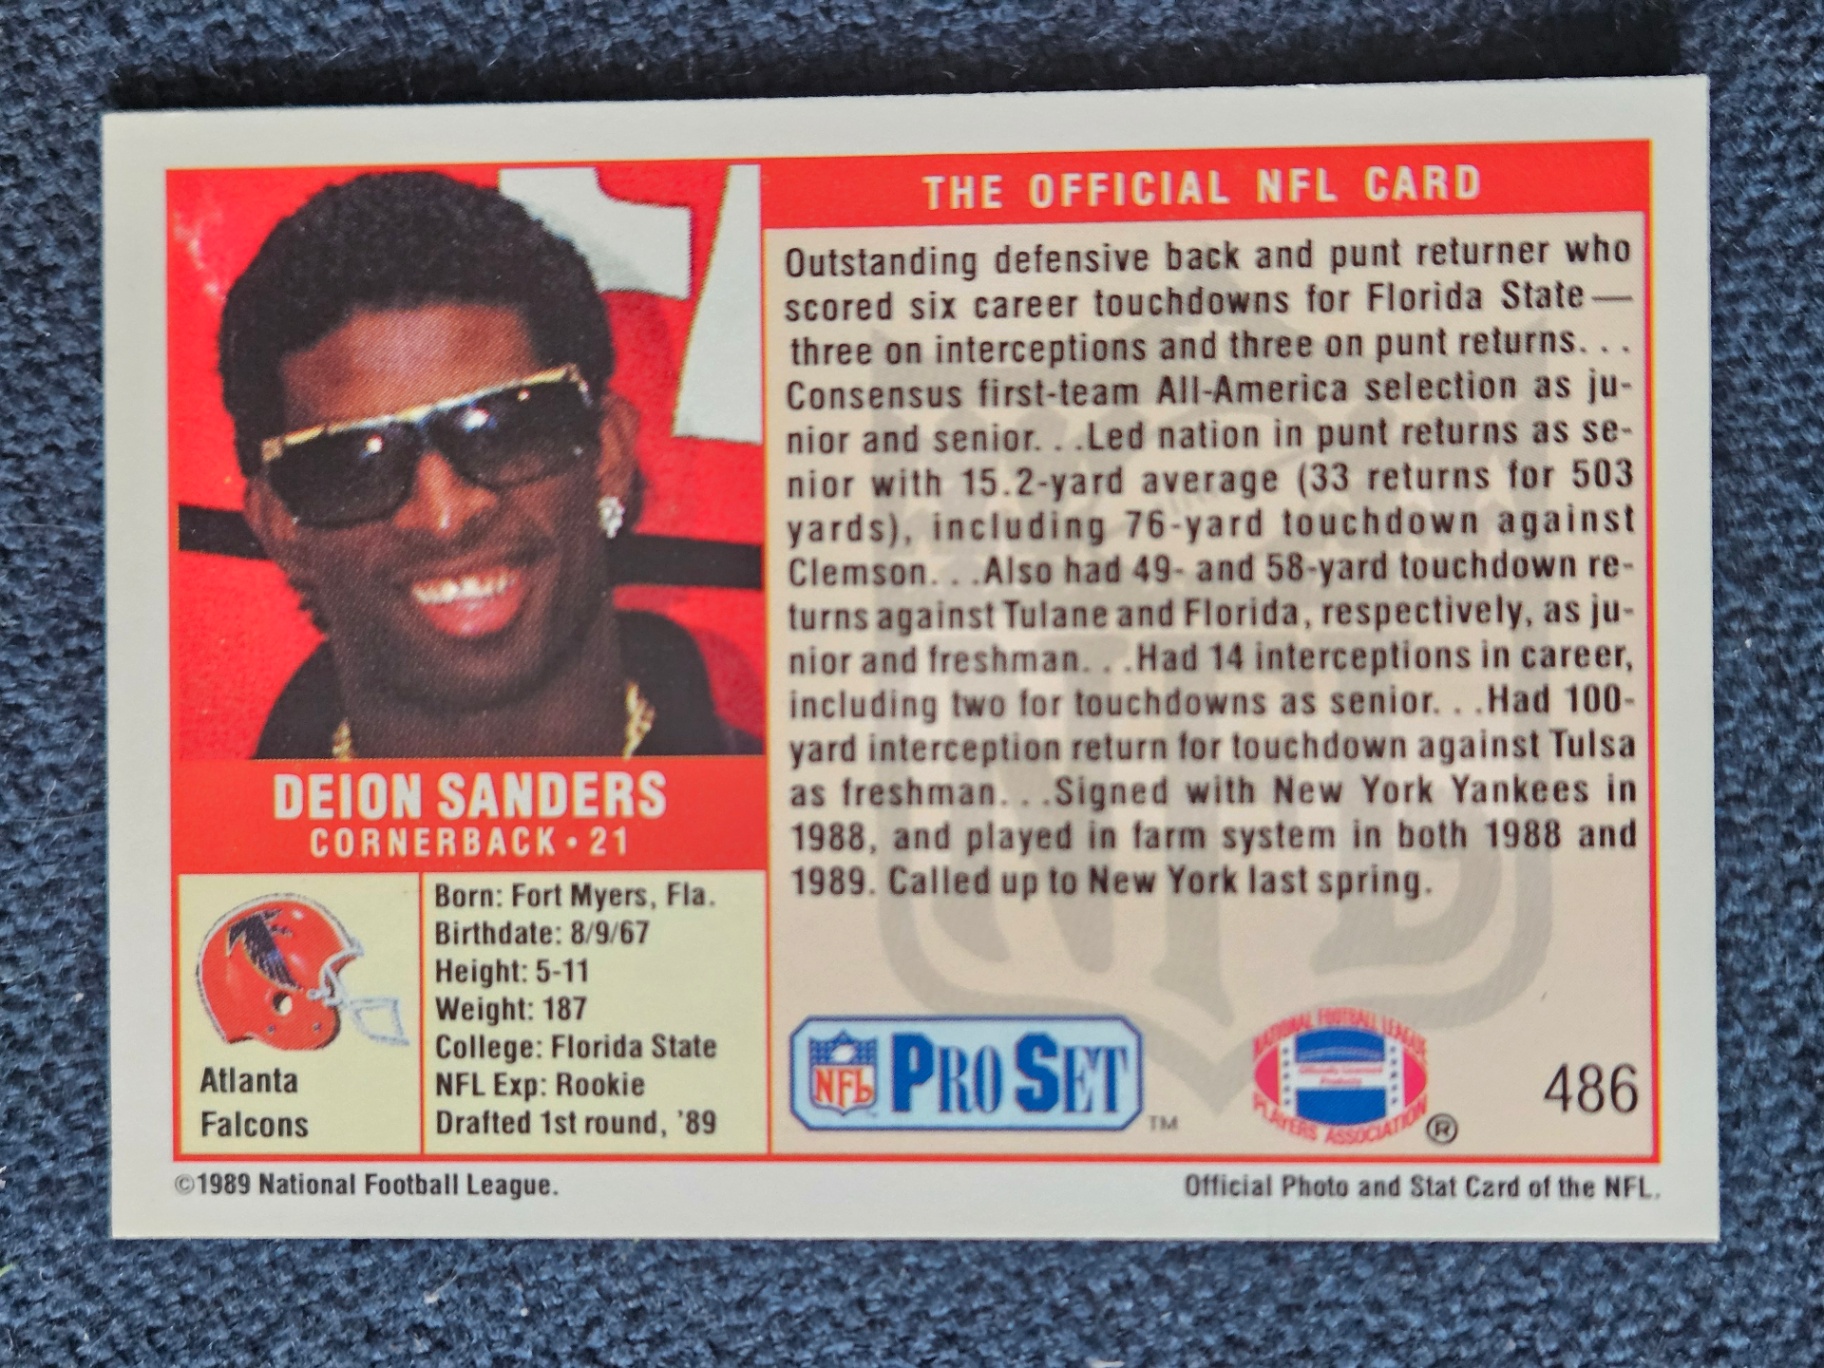 THE OFFICIAL NFL CARD
Outstanding defensive back and punt returner who
scored six career touchdowns for Florida State—
three on interceptions and three on punt returns. . .
Consensus first-team All-America selection as ju-
nior and senior. . .Led nation in punt returns as se-
nior with 15.2-yard average (33 returns for 503
yards), including 76-yard touchdown against
Clemson. . .Also had 49- and 58-yard touchdown re-
turns against Tulane and Florida, respectively, as ju-
nior and freshman. . .Had 14 interceptions in career,
including two for touchdowns as senior. . .Had 100-
yard interception return for touchdown against Tulsa
as freshman. . .Signed with New York Yankees in
1988, and played in farm system in both 1988 and
1989. Called up to New York last spring.
DEION SANDERS
CORNERBACK • 21
Atlanta
Falcons
Born: Fort Myers, Fla.
Birthdate: 8/9/67
Height: 5-11
Weight: 187
College: Florida State
NFL Exp: Rookie
Drafted 1st round, '89
NFL PRO SET ™
NATIONAL FOOTBALL LEAGUE
Officially Licensed
Products
PLAYERS ASSOCIATION ®
486
©1989 National Football League.
Official Photo and Stat Card of the NFL.